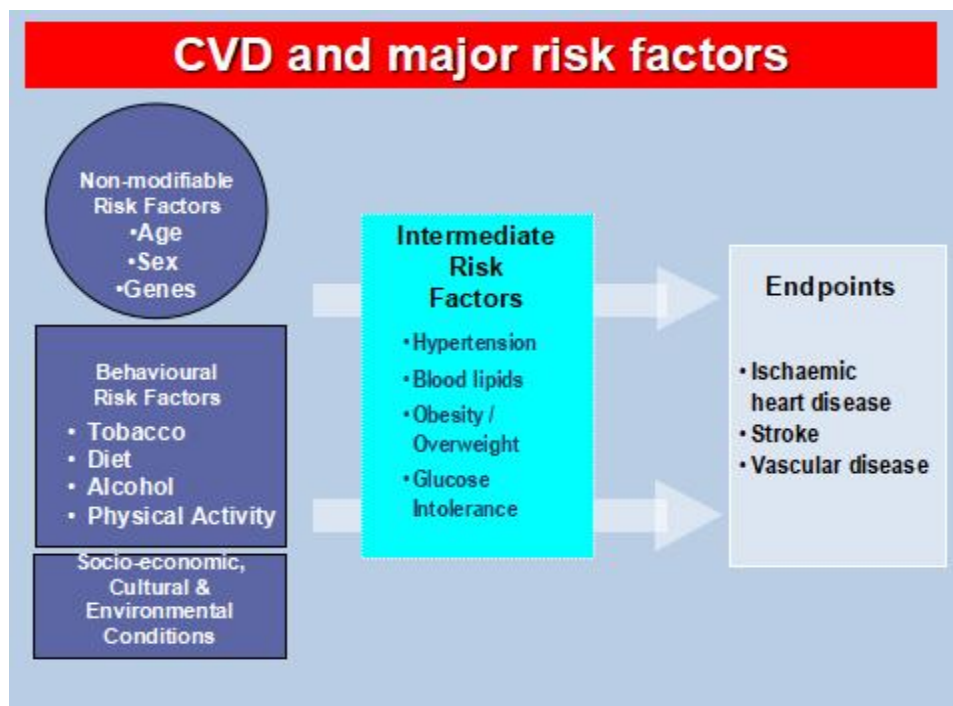 CVD and major risk factors
Non-modifiable
Risk Factors
•Age
•Sex
•Genes
Behavioural
Risk Factors
• Tobacco
• Diet
• Alcohol
• Physical Activity
Socio-economic,
Cultural &
Environmental
Conditions
Intermediate
Risk
Factors
•Hypertension
•Blood lipids
•Obesity /
Overweight
•Glucose
Intolerance
Endpoints
• Ischaemic
heart disease
• Stroke
• Vascular disease